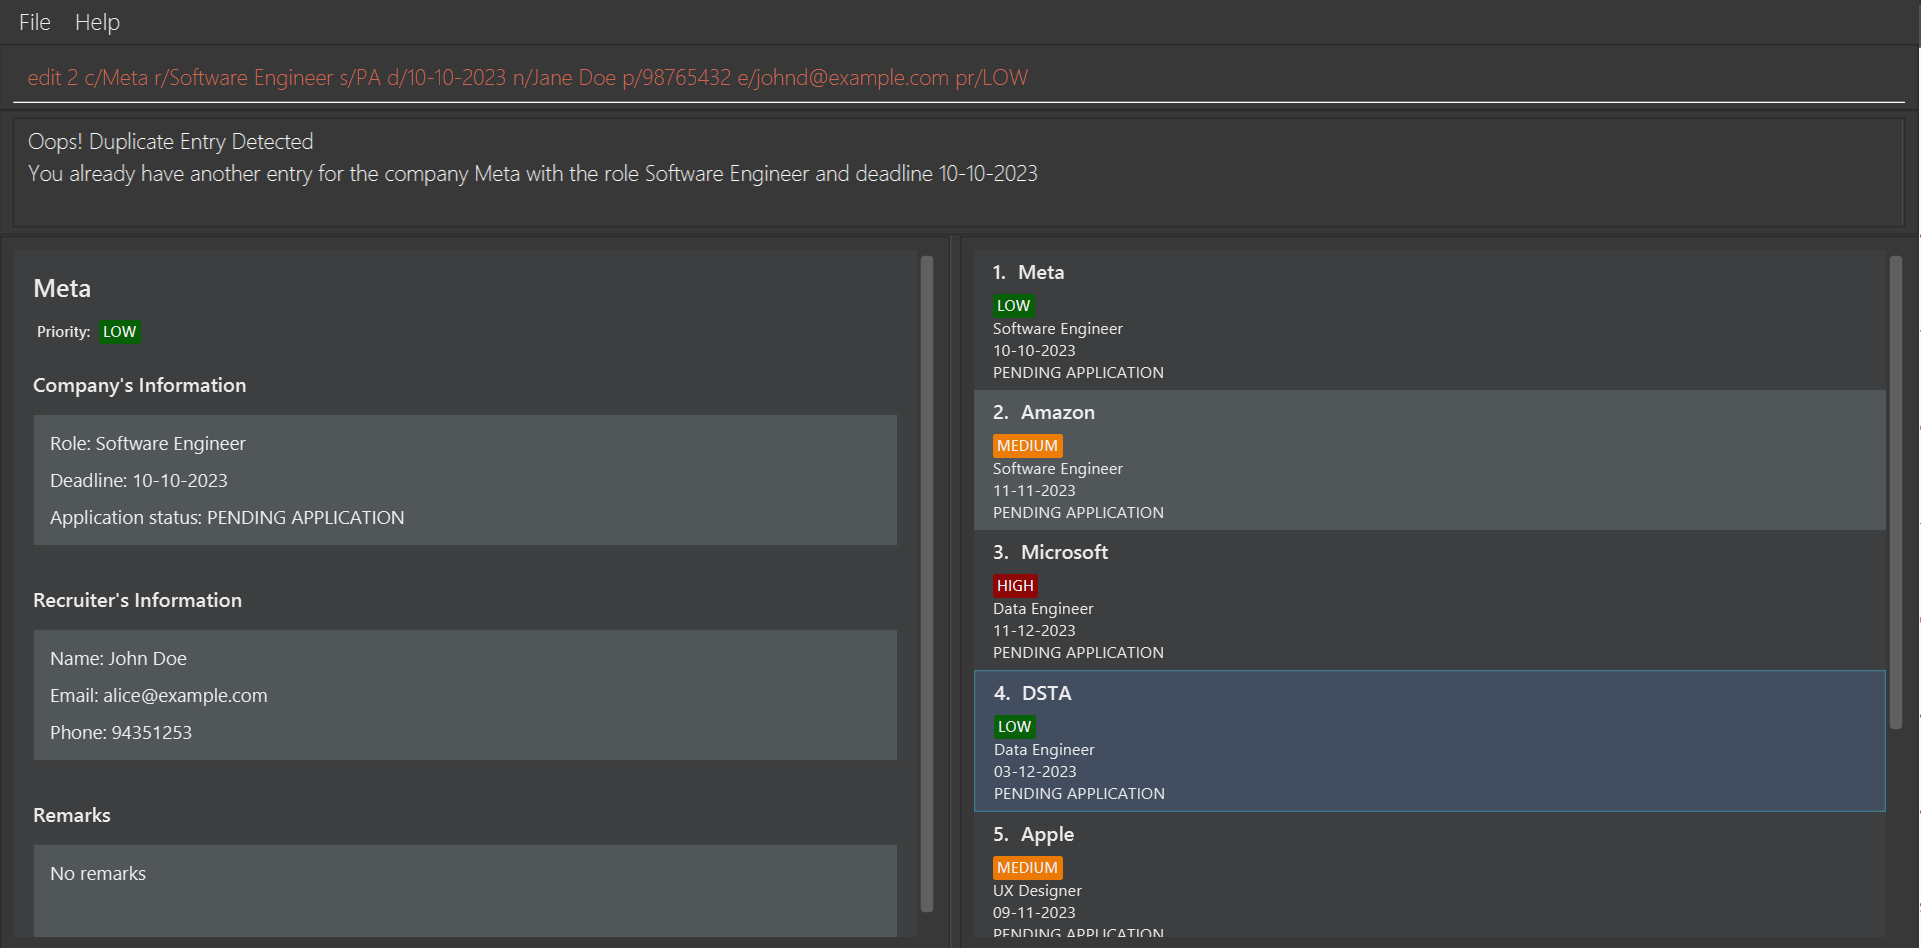 File Help
edit 2 c/Meta r/Software Engineer s/PA d/10-10-2023 n/Jane Doe p/98765432 e/johnd@example.com pr/LOW
Oops! Duplicate Entry Detected
You already have another entry for the company Meta with the role Software Engineer and deadline 10-10-2023
Meta
Priority: LOW
Company's Information
Role: Software Engineer
Deadline: 10-10-2023
Application status: PENDING APPLICATION
Recruiter's Information
Name: John Doe
Email: alice@example.com
Phone: 94351253
Remarks
No remarks
1. Meta
LOW
Software Engineer
10-10-2023
PENDING APPLICATION
2. Amazon
MEDIUM
Software Engineer
11-11-2023
PENDING APPLICATION
3. Microsoft
HIGH
Data Engineer
11-12-2023
PENDING APPLICATION
4. DSTA
LOW
Data Engineer
03-12-2023
PENDING APPLICATION
5. Apple
MEDIUM
UX Designer
09-11-2023
PENDING APPLICATION